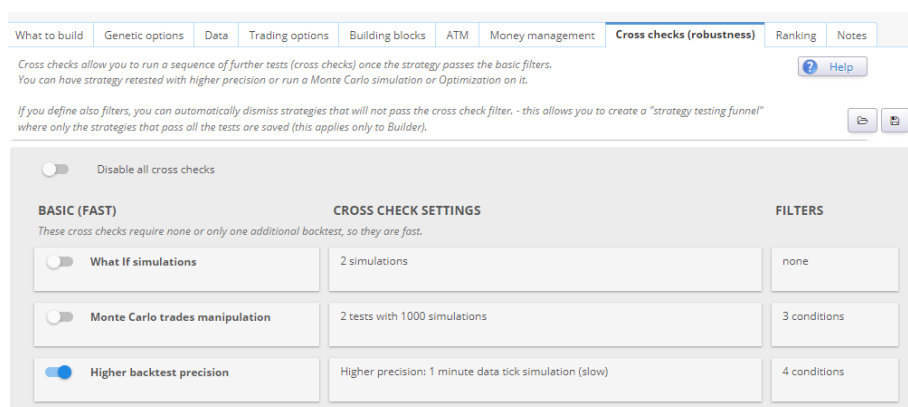 What to build Genetic options Data Trading options Building blocks ATM Money management Cross checks (robustness) Ranking Notes
Cross checks allow you to run a sequence of further tests (cross checks) once the strategy passes the basic filters.
You can have strategy retested with higher precision or run a Monte Carlo simulation or Optimization on it.
Help
If you define also filters, you can automatically dismiss strategies that will not pass the cross check filter. - this allows you to create a "strategy testing funnel"
where only the strategies that pass all the tests are saved (this applies only to Builder).
Disable all cross checks
BASIC (FAST) CROSS CHECK SETTINGS FILTERS
These cross checks require none or only one additional backtest, so they are fast.
What If simulations 2 simulations none
Monte Carlo trades manipulation 2 tests with 1000 simulations 3 conditions
Higher backtest precision Higher precision: 1 minute data tick simulation (slow) 4 conditions